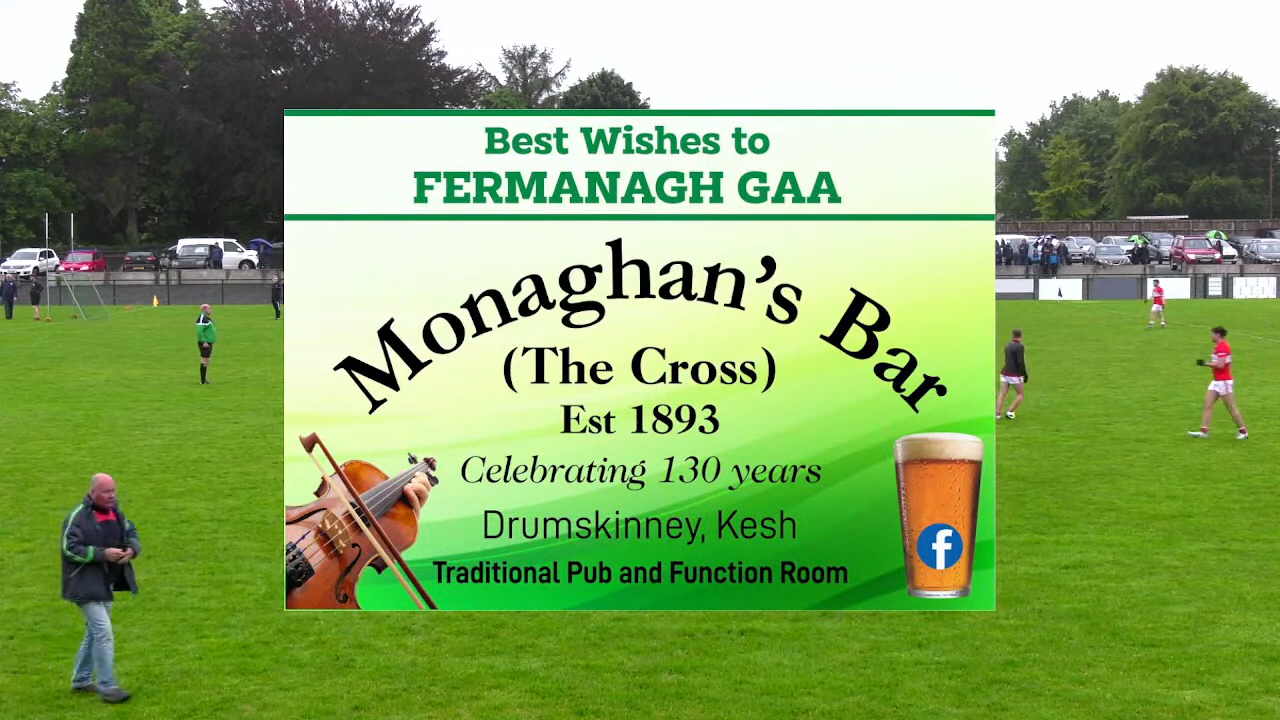 Best Wishes to
FERMANAGH GAA
Monaghan's Bar
(The Cross)
Est 1893
Celebrating 130 years
Drumskinney, Kesh
Traditional Pub and Function Room
f